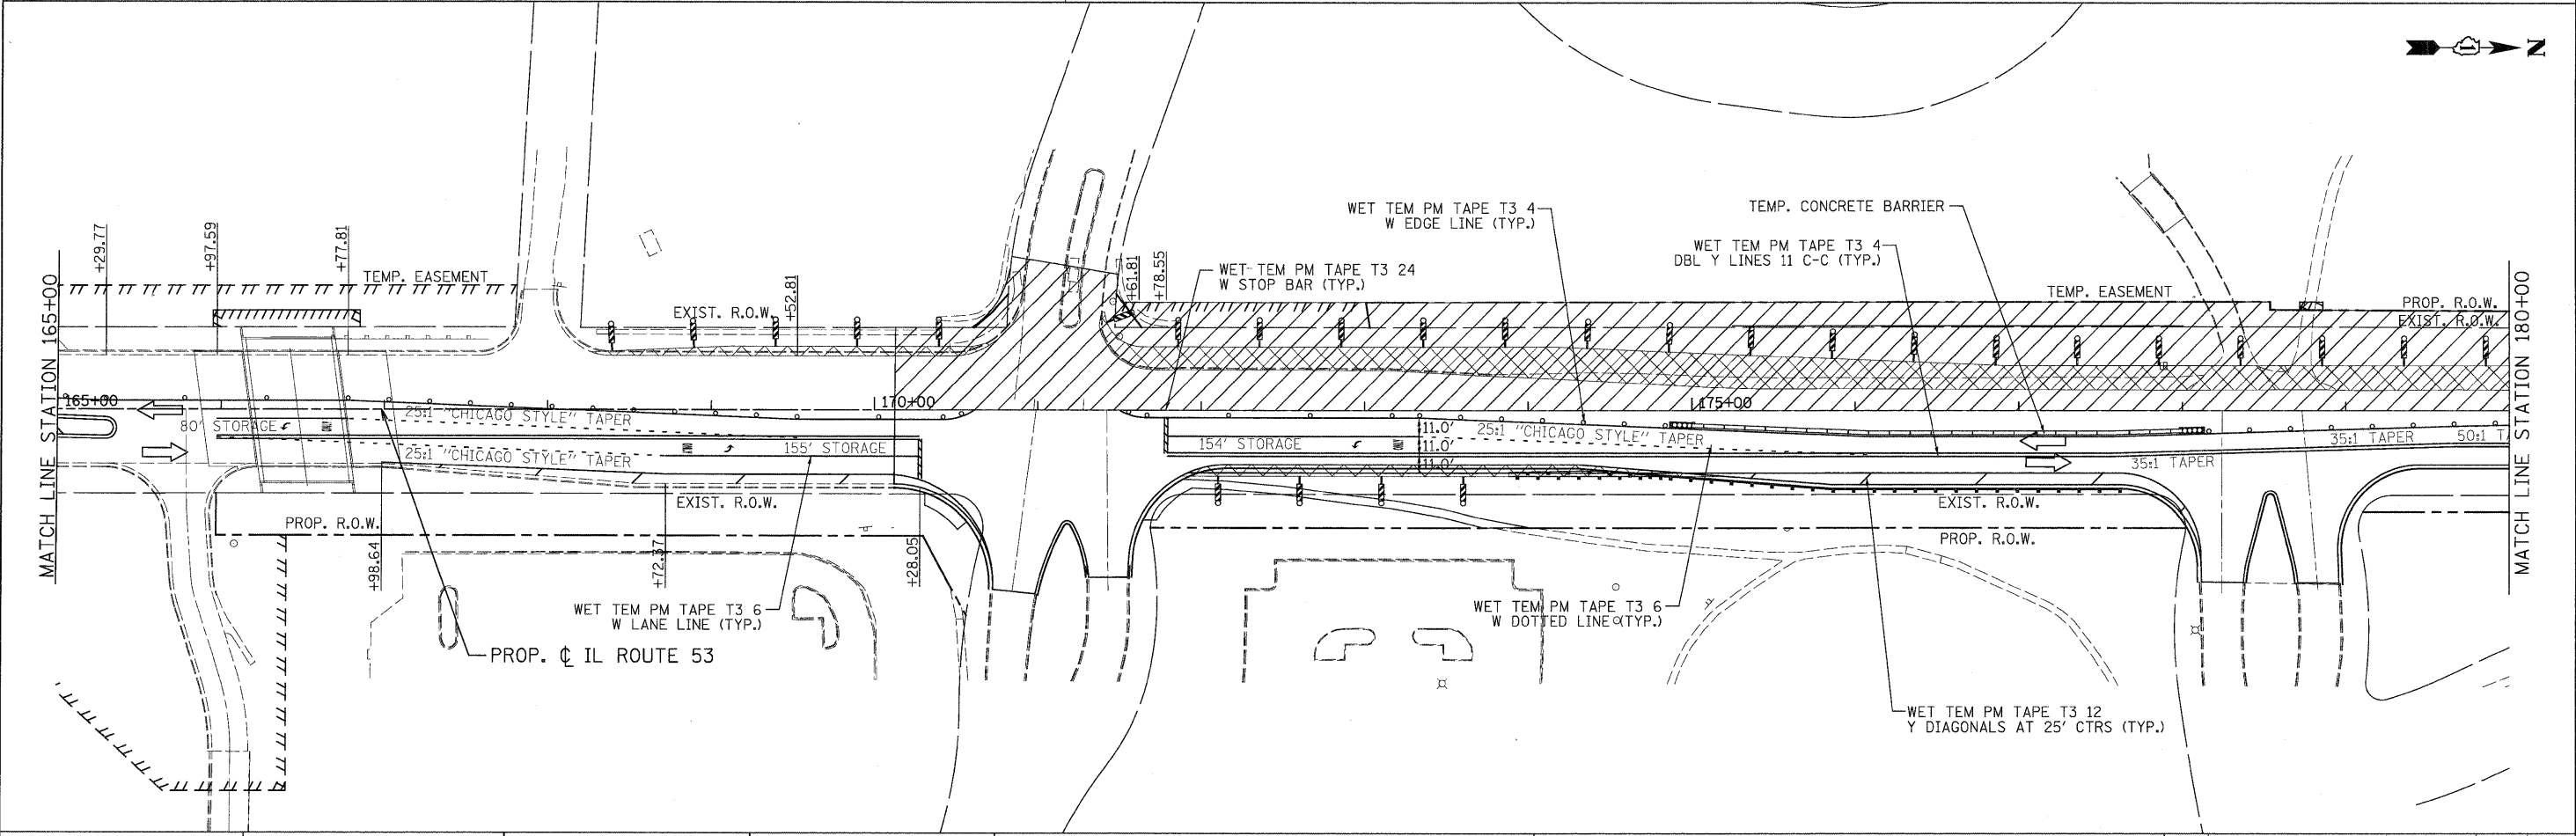 N
MATCH LINE STATION 165+00
+29.77
+97.59
+77.81
TEMP. EASEMENT
EXIST. R.O.W.
+52.81
+61.81
+78.55
WET TEM PM TAPE T3 24
W STOP BAR (TYP.)
WET TEM PM TAPE T3 4
W EDGE LINE (TYP.)
TEMP. CONCRETE BARRIER
WET TEM PM TAPE T3 4
DBL Y LINES 11 C-C (TYP.)
TEMP. EASEMENT
PROP. R.O.W.
EXIST. R.O.W.
MATCH LINE STATION 180+00
165+00
170+00
175+00
25:1 "CHICAGO STYLE" TAPER
80' STORAGE
25:1 "CHICAGO STYLE" TAPER
155' STORAGE
154' STORAGE
11.0'
11.0'
11.0'
25:1 "CHICAGO STYLE" TAPER
35:1 TAPER
50:1 TA
35:1 TAPER
EXIST. R.O.W.
PROP. R.O.W.
EXIST. R.O.W.
PROP. R.O.W.
+98.64
+72.37
+28.05
WET TEM PM TAPE T3 6
W LANE LINE (TYP.)
PROP. ℄ IL ROUTE 53
WET TEM PM TAPE T3 6
W DOTTED LINE (TYP.)
WET TEM PM TAPE T3 12
Y DIAGONALS AT 25' CTRS (TYP.)